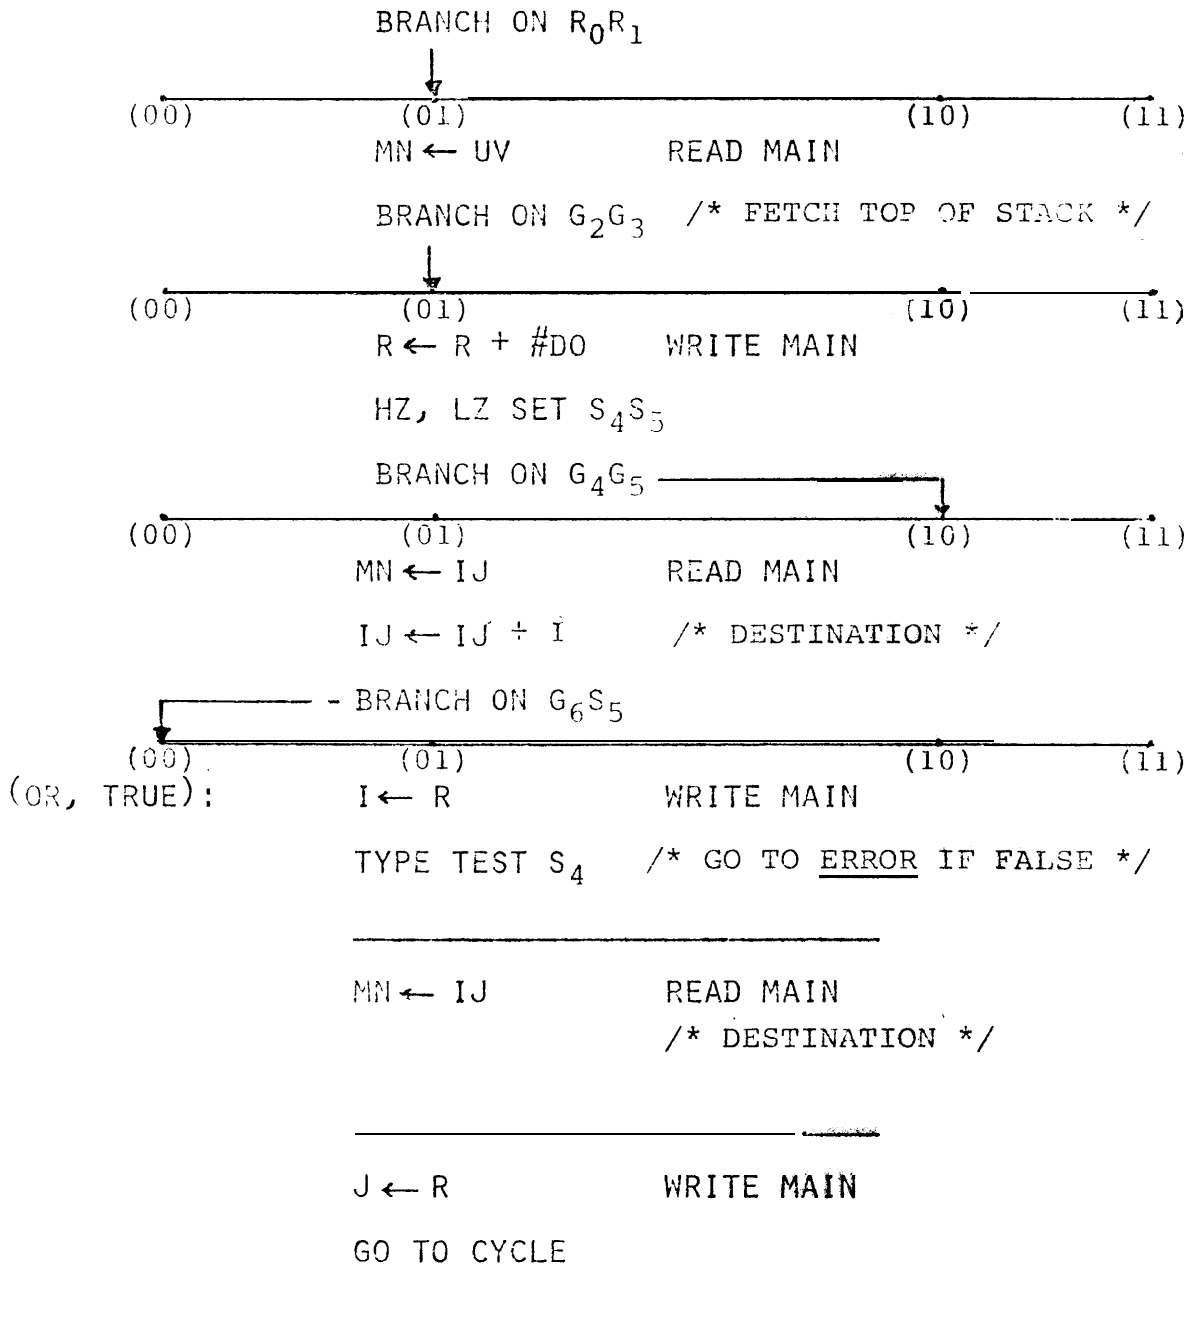 BRANCH ON R₀R₁
(00) (01) (10) (11)
MN ← UV READ MAIN
BRANCH ON G₂G₃ /* FETCH TOP OF STACK */
(00) (01) (10) (11)
R ← R + #DO WRITE MAIN
HZ, LZ SET S₄S₅
BRANCH ON G₄G₅
(00) (01) (10) (11)
MN ← IJ READ MAIN
IJ ← IJ + I /* DESTINATION */
BRANCH ON G₆S₅
(00) (01) (10) (11)
(OR, TRUE): I ← R WRITE MAIN
TYPE TEST S₄ /* GO TO ERROR IF FALSE */
MN ← IJ READ MAIN
/* DESTINATION */
J ← R WRITE MAIN
GO TO CYCLE